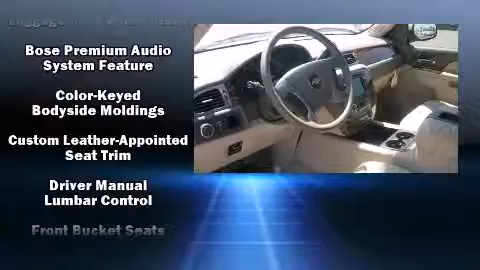 Bose Premium Audio
System Feature
Color-Keyed
Bodyside Moldings
Custom Leather-Appointed
Seat Trim
Driver Manual
Lumbar Control
Front Bucket Seats